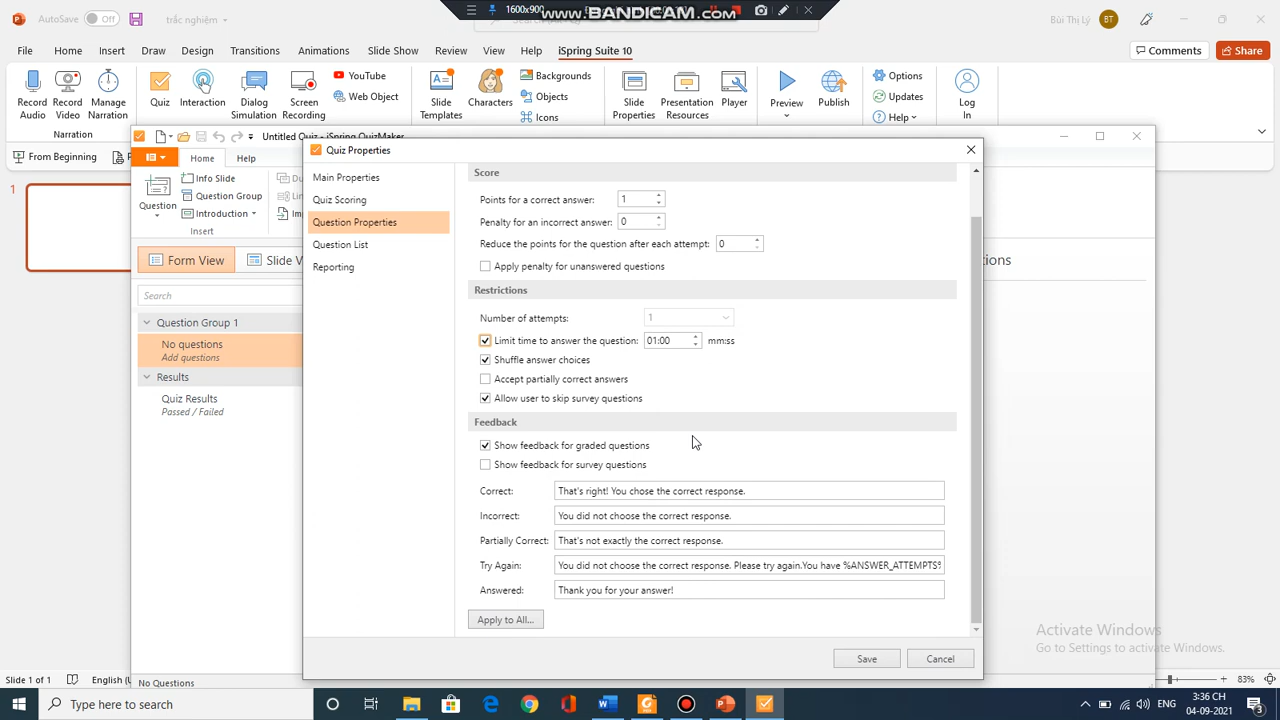 1600x900
www.BANDICAM.com
AutoSave Off
trắc nghiệm
Bùi Thị Lý BT
File Home Insert Draw Design Transitions Animations Slide Show Review View Help iSpring Suite 10 Comments Share
Record Audio
Record Video
Manage Narration
Narration
Quiz
Interaction
Dialog Simulation
Screen Recording
YouTube
Web Object
Slide Templates
Characters
Backgrounds
Objects
Icons
Slide Properties
Presentation Resources
Player
Preview
Publish
Options
Updates
Help
Log In
From Beginning
1
Untitled Quiz - iSpring QuizMaker
Home Help
Question
Info Slide
Question Group
Introduction
Insert
Form View
Slide V
Search
Question Group 1
No questions
Add questions
Results
Quiz Results
Passed / Failed
No Questions
Quiz Properties
Main Properties
Quiz Scoring
Question Properties
Question List
Reporting
Score
Points for a correct answer: 1
Penalty for an incorrect answer: 0
Reduce the points for the question after each attempt: 0
Apply penalty for unanswered questions
Restrictions
Number of attempts: 1
Limit time to answer the question: 01:00 mm:ss
Shuffle answer choices
Accept partially correct answers
Allow user to skip survey questions
Feedback
Show feedback for graded questions
Show feedback for survey questions
Correct: That's right! You chose the correct response.
Incorrect: You did not choose the correct response.
Partially Correct: That's not exactly the correct response.
Try Again: You did not choose the correct response. Please try again.You have %ANSWER_ATTEMPTS%
Answered: Thank you for your answer!
Apply to All...
Save Cancel
Activate Windows
Go to Settings to activate Windows.
Slide 1 of 1
83%
Type here to search
ENG
3:36 CH
04-09-2021
3